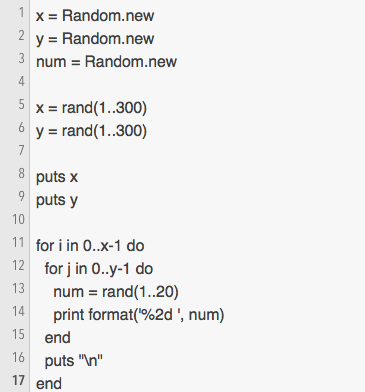 1 x = Random.new
2 y = Random.new
3 num = Random.new
4
5 x = rand(1..300)
6 y = rand(1..300)
7
8 puts x
9 puts y
10
11 for i in 0..x-1 do
12 for j in 0..y-1 do
13 num = rand(1..20)
14 print format('%2d ', num)
15 end
16 puts "\n"
17 end